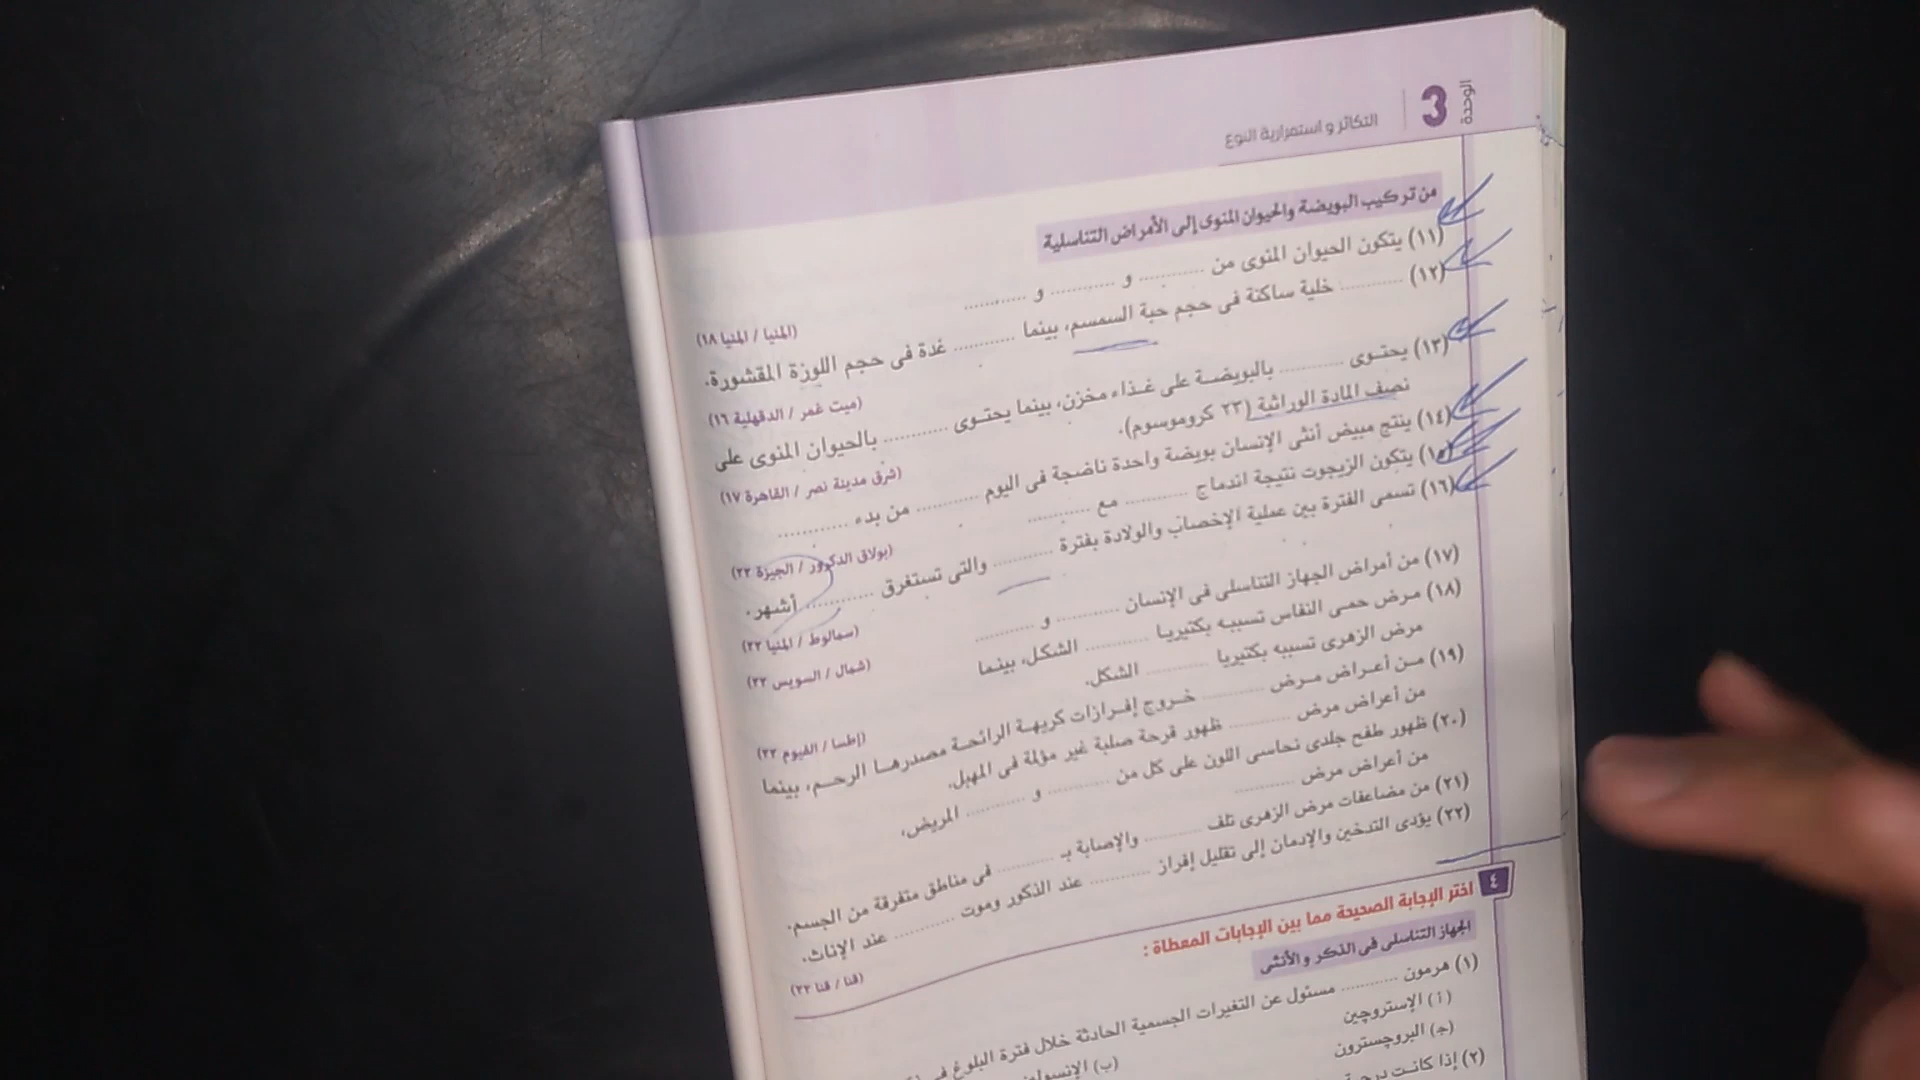 الوحدة
3
التكاثر و استمرارية النوع
من تركيب البويضة والحيوان المنوى إلى الأمراض التناسلية
(١١) يتكون الحيوان المنوى من ............ و ............ و ............
(المنيا / المنيا ١٨)
(١٢) ............ خلية ساكنة فى حجم حبة السمسم، بينما ............ غدة فى حجم اللوزة المقشورة.
(ميت غمر / الدقهلية ١٦)
(١٣) يحتوى ............ بالبويضة على غذاء مخزن، بينما يحتوى ............ بالحيوان المنوى على
نصف المادة الوراثية (٢٣ كروموسوم).
(شرق مدينة نصر / القاهرة ١٧)
(١٤) ينتج مبيض أنثى الإنسان بويضة واحدة ناضجة فى اليوم ............ من بدء ............
(بولاق الدكرور / الجيزة ٢٢)
(١٥) يتكون الزيجوت نتيجة اندماج ............ مع ............
(١٦) تسمى الفترة بين عملية الإخصاب والولادة بفترة ............ والتى تستغرق ............ أشهر.
(سمالوط / المنيا ٢٢)
(١٧) من أمراض الجهاز التناسلى فى الإنسان ............ و ............
(شمال / السويس ٢٢)
(١٨) مرض حمى النفاس تسببه بكتيريا ............ الشكل، بينما
مرض الزهرى تسببه بكتيريا ............ الشكل.
(إطسا / الفيوم ٢٢)
(١٩) من أعراض مرض ............ خروج إفرازات كريهة الرائحة مصدرها الرحم، بينما
من أعراض مرض ............ ظهور قرحة صلبة غير مؤلمة فى المهبل.
(٢٠) ظهور طفح جلدى نحاسى اللون على كل من ............ و ............ المريض،
من أعراض مرض ............
(٢١) من مضاعفات مرض الزهرى تلف ............ والإصابة بـ ............ فى مناطق متفرقة من الجسم.
(٢٢) يؤدى التدخين والإدمان إلى تقليل إفراز ............ عند الذكور وموت ............ عند الإناث.
(قنا / قنا ٢٢)
٤ اختر الإجابة الصحيحة مما بين الإجابات المعطاة :
الجهاز التناسلى فى الذكر و الأنثى
(١) هرمون ............ مسئول عن التغيرات الجسمية الحادثة خلال فترة البلوغ فى
(أ) الإستروچين
(ب)
(جـ) البروچسترون
(٢) إذا كانت